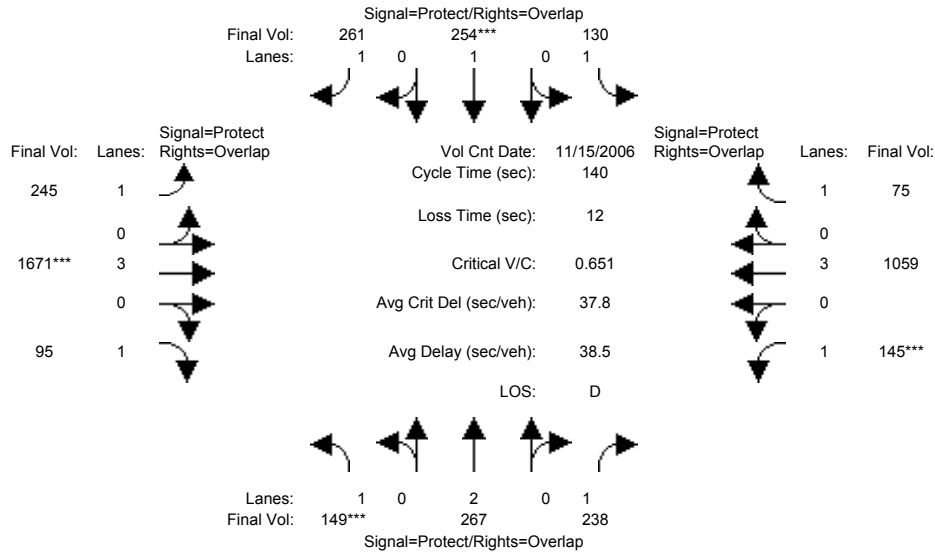 Signal=Protect/Rights=Overlap
Final Vol: 261 254*** 130
Lanes: 1 0 1 0 1
Signal=Protect
Final Vol: Lanes: Rights=Overlap
Vol Cnt Date: 11/15/2006
Signal=Protect
Rights=Overlap Lanes: Final Vol:
Cycle Time (sec): 140
245 1
1 75
Loss Time (sec): 12
0
0
1671*** 3
Critical V/C: 0.651
3 1059
0
Avg Crit Del (sec/veh): 37.8
0
95 1
Avg Delay (sec/veh): 38.5
1 145***
LOS: D
Lanes: 1 0 2 0 1
Final Vol: 149*** 267 238
Signal=Protect/Rights=Overlap